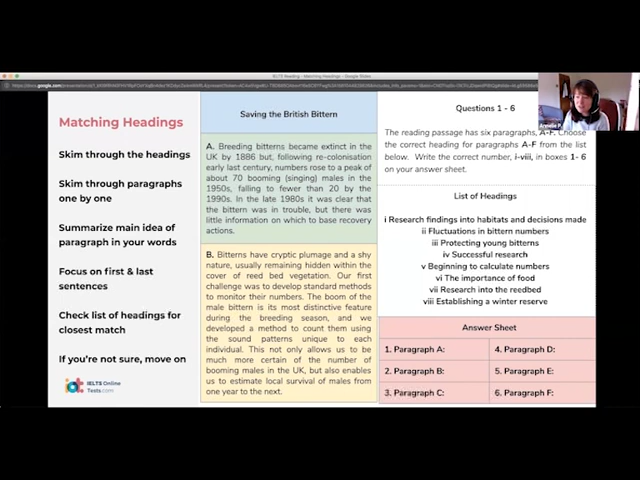 IELTS Reading - Matching Headings - Google Slides
Matching Headings
Skim through the headings
Skim through paragraphs
one by one
Summarize main idea of
paragraph in your words
Focus on first & last
sentences
Check list of headings for
closest match
If you're not sure, move on
IELTS Online
Tests.com
Saving the British Bittern
A. Breeding bitterns became extinct in the
UK by 1886 but, following re-colonisation
early last century, numbers rose to a peak of
about 70 booming (singing) males in the
1950s, falling to fewer than 20 by the
1990s. In the late 1980s it was clear that
the bittern was in trouble, but there was
little information on which to base recovery
actions.
B. Bitterns have cryptic plumage and a shy
nature, usually remaining hidden within the
cover of reed bed vegetation. Our first
challenge was to develop standard methods
to monitor their numbers. The boom of the
male bittern is its most distinctive feature
during the breeding season, and we
developed a method to count them using
the sound patterns unique to each
individual. This not only allows us to be
much more certain of the number of
booming males in the UK, but also enables
us to estimate local survival of males from
one year to the next.
Questions 1 - 6
The reading passage has six paragraphs, A-F. Choose
the correct heading for paragraphs A-F from the list
below. Write the correct number, i-viii, in boxes 1- 6
on your answer sheet.
List of Headings
i Research findings into habitats and decisions made
ii Fluctuations in bittern numbers
iii Protecting young bitterns
iv Successful research
v Beginning to calculate numbers
vi The importance of food
vii Research into the reedbed
viii Establishing a winter reserve
Answer Sheet
1. Paragraph A:
4. Paragraph D:
2. Paragraph B:
5. Paragraph E:
3. Paragraph C:
6. Paragraph F: